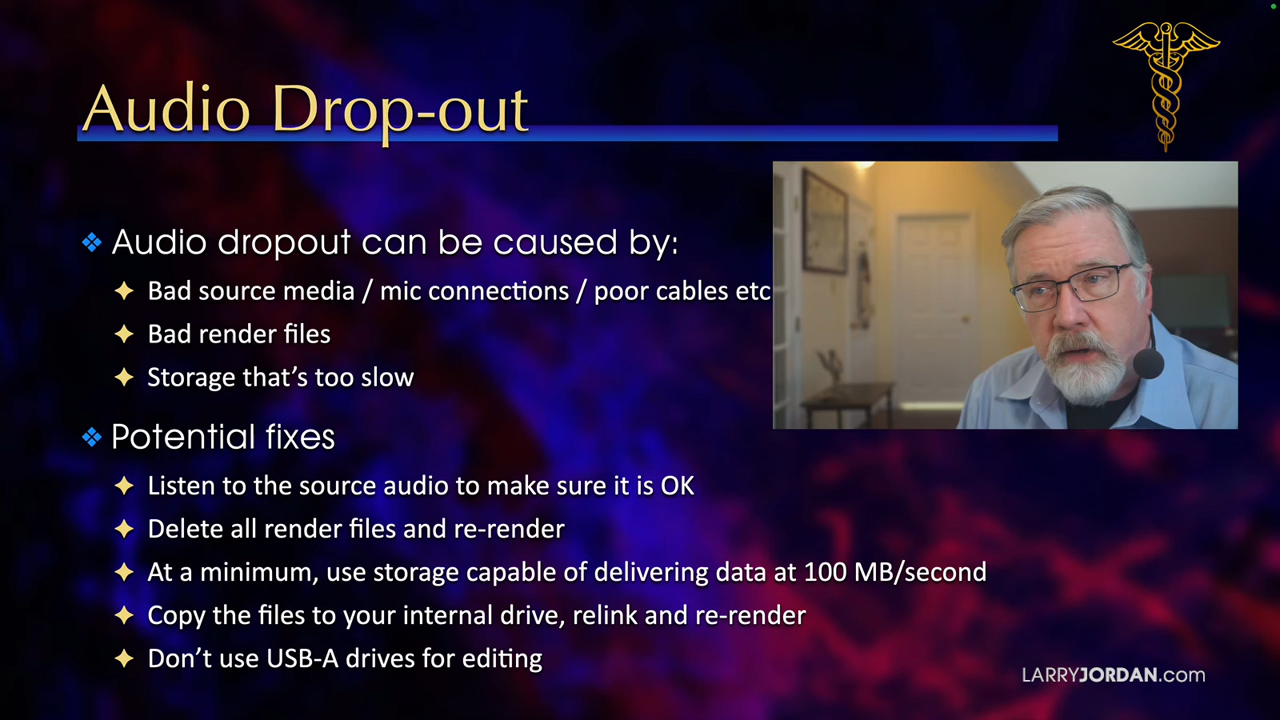 Audio Drop-out
Audio dropout can be caused by:
Bad source media / mic connections / poor cables etc
Bad render files
Storage that's too slow
Potential fixes
Listen to the source audio to make sure it is OK
Delete all render files and re-render
At a minimum, use storage capable of delivering data at 100 MB/second
Copy the files to your internal drive, relink and re-render
Don't use USB-A drives for editing
LARRYJORDAN.com